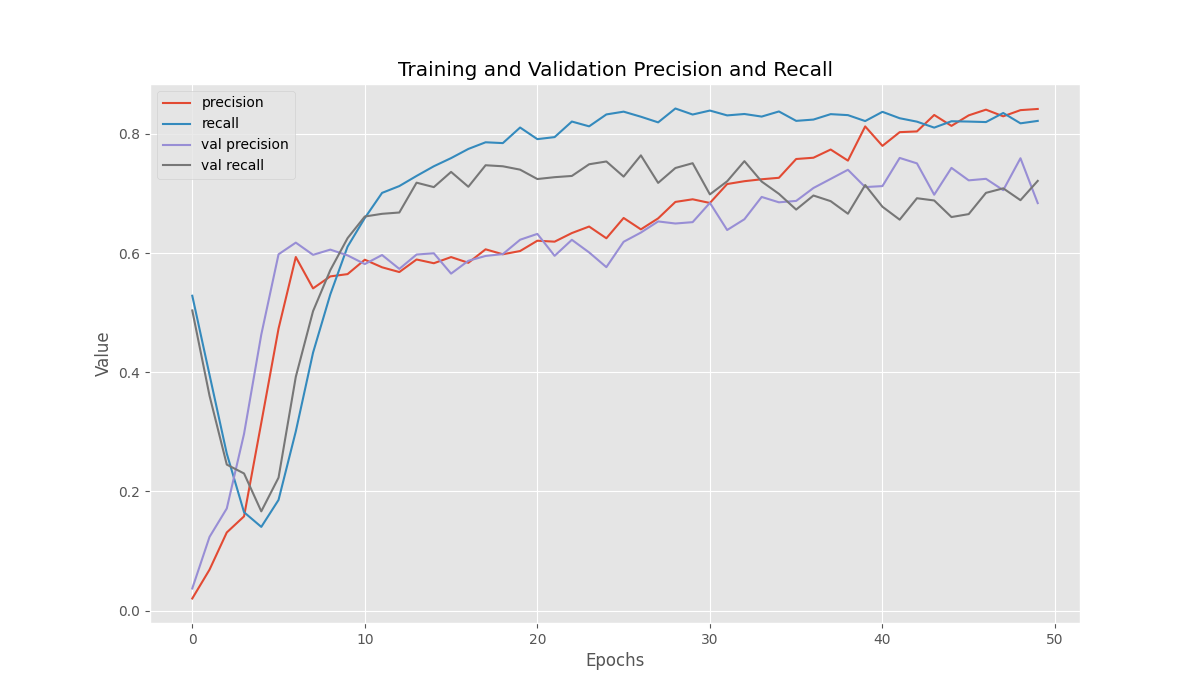 Training and Validation Precision and Recall
precision
recall
val precision
val recall
Value
0.8
0.6
0.4
0.2
0.0
0 10 20 30 40 50
Epochs